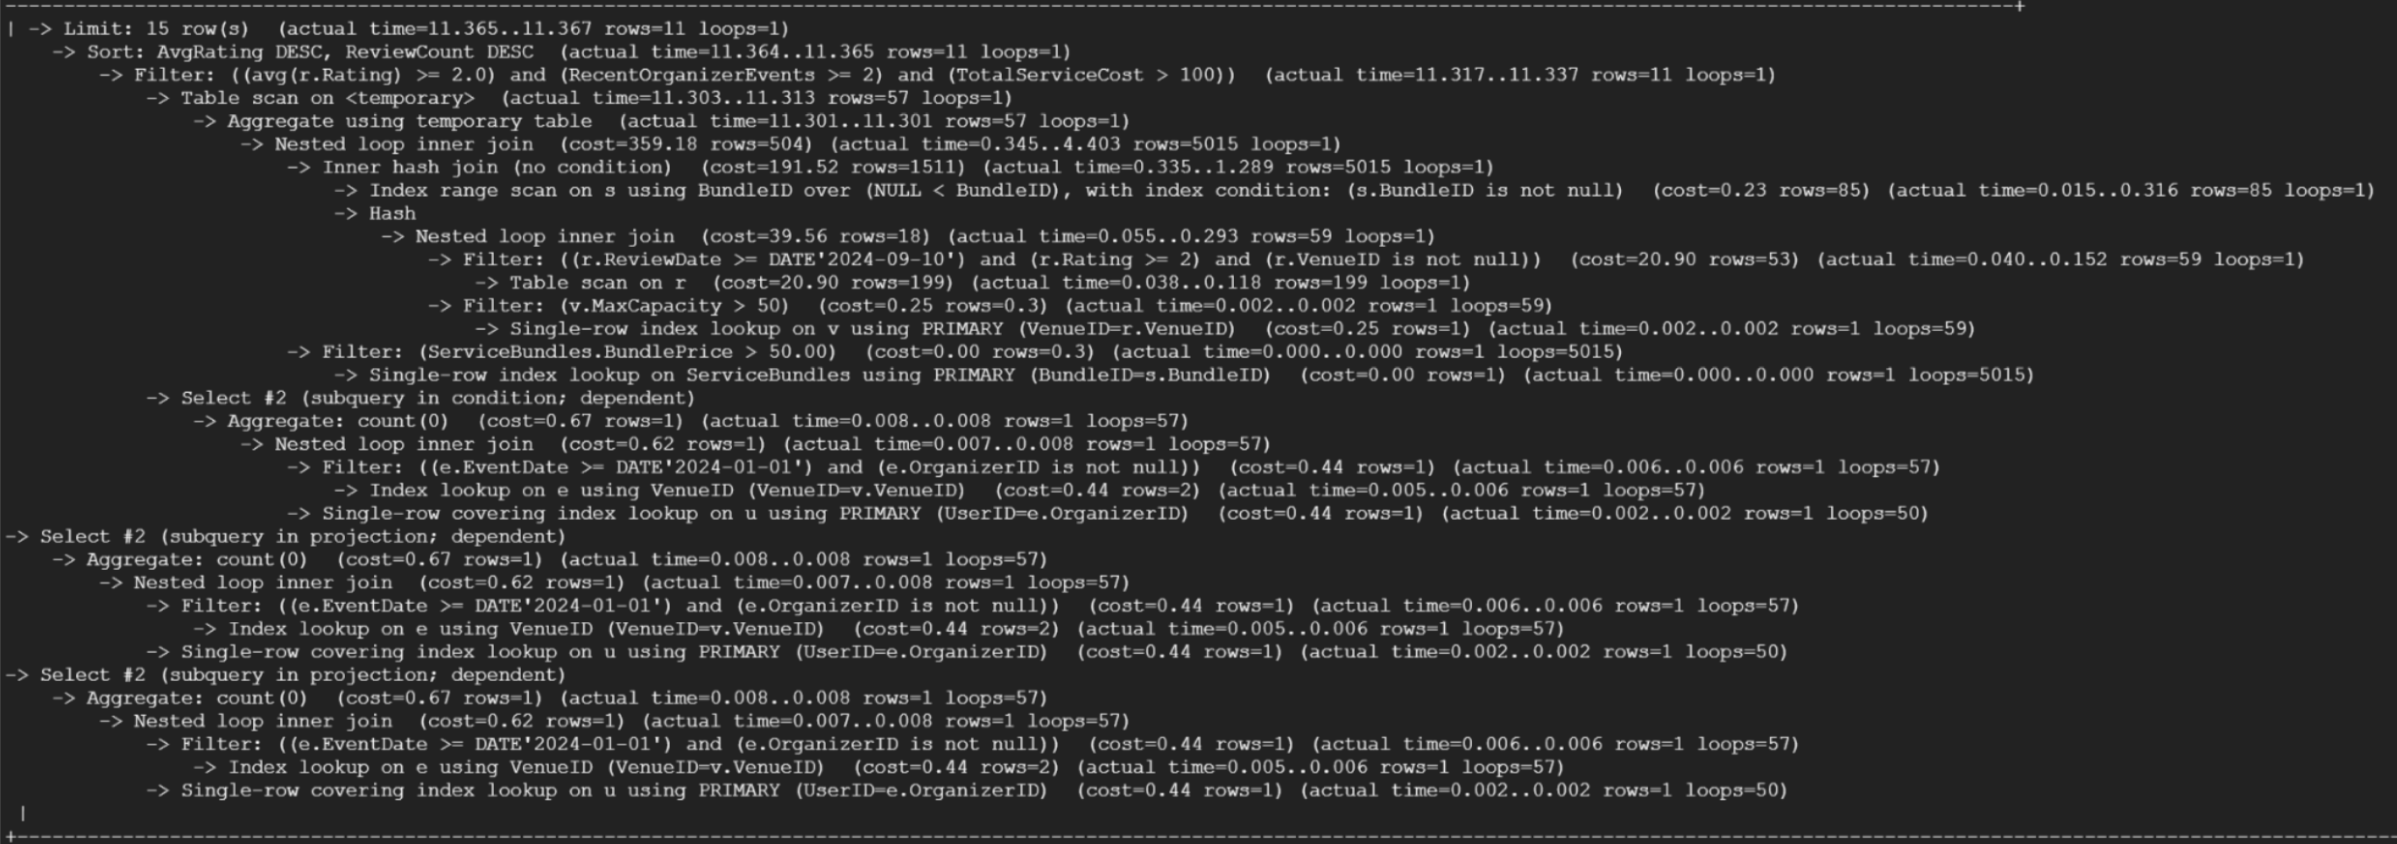 | -> Limit: 15 row(s)  (actual time=11.365..11.367 rows=11 loops=1)
    -> Sort: AvgRating DESC, ReviewCount DESC  (actual time=11.364..11.365 rows=11 loops=1)
        -> Filter: ((avg(r.Rating) >= 2.0) and (RecentOrganizerEvents >= 2) and (TotalServiceCost > 100))  (actual time=11.317..11.337 rows=11 loops=1)
            -> Table scan on <temporary>  (actual time=11.303..11.313 rows=57 loops=1)
                -> Aggregate using temporary table  (actual time=11.301..11.301 rows=57 loops=1)
                    -> Nested loop inner join  (cost=359.18 rows=504) (actual time=0.345..4.403 rows=5015 loops=1)
                        -> Inner hash join (no condition)  (cost=191.52 rows=1511) (actual time=0.335..1.289 rows=5015 loops=1)
                            -> Index range scan on s using BundleID over (NULL < BundleID), with index condition: (s.BundleID is not null)  (cost=0.23 rows=85) (actual time=0.015..0.316 rows=85 loops=1)
                            -> Hash
                                -> Nested loop inner join  (cost=39.56 rows=18) (actual time=0.055..0.293 rows=59 loops=1)
                                    -> Filter: ((r.ReviewDate >= DATE'2024-09-10') and (r.Rating >= 2) and (r.VenueID is not null))  (cost=20.90 rows=53) (actual time=0.040..0.152 rows=59 loops=1)
                                        -> Table scan on r  (cost=20.90 rows=199) (actual time=0.038..0.118 rows=199 loops=1)
                                    -> Filter: (v.MaxCapacity > 50)  (cost=0.25 rows=0.3) (actual time=0.002..0.002 rows=1 loops=59)
                                        -> Single-row index lookup on v using PRIMARY (VenueID=r.VenueID)  (cost=0.25 rows=1) (actual time=0.002..0.002 rows=1 loops=59)
                        -> Filter: (ServiceBundles.BundlePrice > 50.00)  (cost=0.00 rows=0.3) (actual time=0.000..0.000 rows=1 loops=5015)
                            -> Single-row index lookup on ServiceBundles using PRIMARY (BundleID=s.BundleID)  (cost=0.00 rows=1) (actual time=0.000..0.000 rows=1 loops=5015)
            -> Select #2 (subquery in condition; dependent)
                -> Aggregate: count(0)  (cost=0.67 rows=1) (actual time=0.008..0.008 rows=1 loops=57)
                    -> Nested loop inner join  (cost=0.62 rows=1) (actual time=0.007..0.008 rows=1 loops=57)
                        -> Filter: ((e.EventDate >= DATE'2024-01-01') and (e.OrganizerID is not null))  (cost=0.44 rows=1) (actual time=0.006..0.006 rows=1 loops=57)
                            -> Index lookup on e using VenueID (VenueID=v.VenueID)  (cost=0.44 rows=2) (actual time=0.005..0.006 rows=1 loops=57)
                        -> Single-row covering index lookup on u using PRIMARY (UserID=e.OrganizerID)  (cost=0.44 rows=1) (actual time=0.002..0.002 rows=1 loops=50)
-> Select #2 (subquery in projection; dependent)
    -> Aggregate: count(0)  (cost=0.67 rows=1) (actual time=0.008..0.008 rows=1 loops=57)
        -> Nested loop inner join  (cost=0.62 rows=1) (actual time=0.007..0.008 rows=1 loops=57)
            -> Filter: ((e.EventDate >= DATE'2024-01-01') and (e.OrganizerID is not null))  (cost=0.44 rows=1) (actual time=0.006..0.006 rows=1 loops=57)
                -> Index lookup on e using VenueID (VenueID=v.VenueID)  (cost=0.44 rows=2) (actual time=0.005..0.006 rows=1 loops=57)
            -> Single-row covering index lookup on u using PRIMARY (UserID=e.OrganizerID)  (cost=0.44 rows=1) (actual time=0.002..0.002 rows=1 loops=50)
-> Select #2 (subquery in projection; dependent)
    -> Aggregate: count(0)  (cost=0.67 rows=1) (actual time=0.008..0.008 rows=1 loops=57)
        -> Nested loop inner join  (cost=0.62 rows=1) (actual time=0.007..0.008 rows=1 loops=57)
            -> Filter: ((e.EventDate >= DATE'2024-01-01') and (e.OrganizerID is not null))  (cost=0.44 rows=1) (actual time=0.006..0.006 rows=1 loops=57)
                -> Index lookup on e using VenueID (VenueID=v.VenueID)  (cost=0.44 rows=2) (actual time=0.005..0.006 rows=1 loops=57)
            -> Single-row covering index lookup on u using PRIMARY (UserID=e.OrganizerID)  (cost=0.44 rows=1) (actual time=0.002..0.002 rows=1 loops=50)
 |